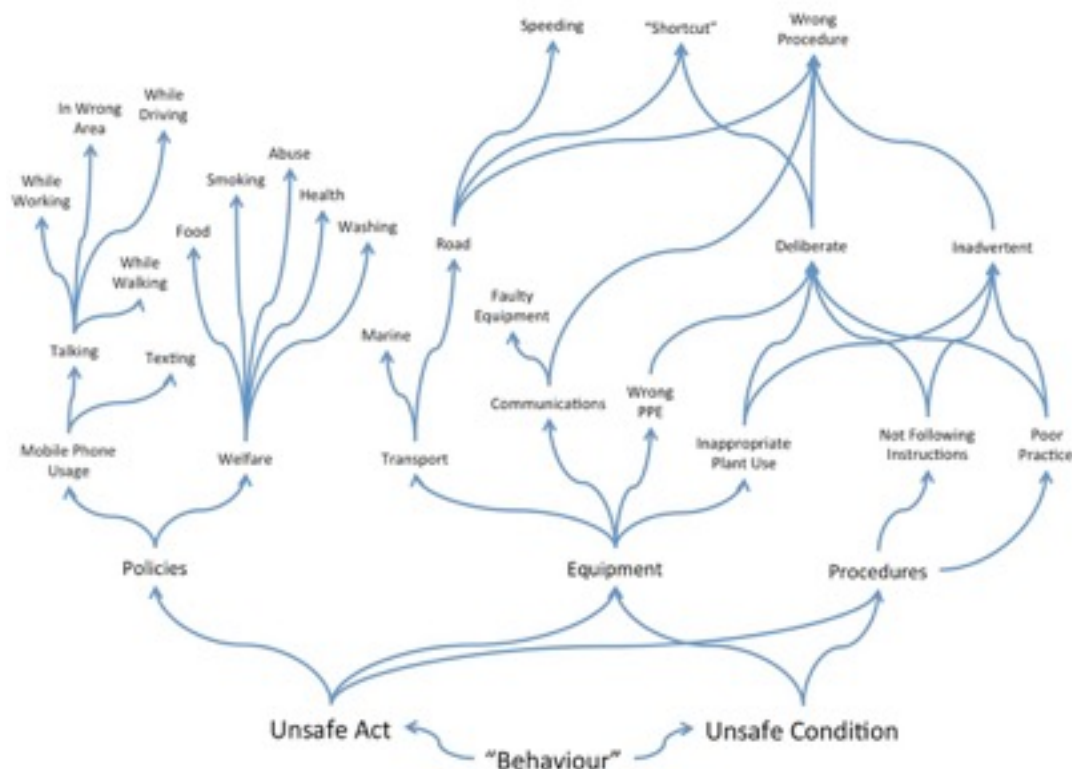 Speeding
“Shortcut”
Wrong
Procedure
While
Driving
In Wrong
Area
Abuse
While
Working
Smoking
Health
Food
Washing
Road
Deliberate
Inadvertent
While
Walking
Faulty
Equipment
Marine
Talking
Texting
Communications
Wrong
PPE
Mobile Phone
Usage
Welfare
Transport
Inappropriate
Plant Use
Not Following
Instructions
Poor
Practice
Policies
Equipment
Procedures
Unsafe Act
Unsafe Condition
“Behaviour”